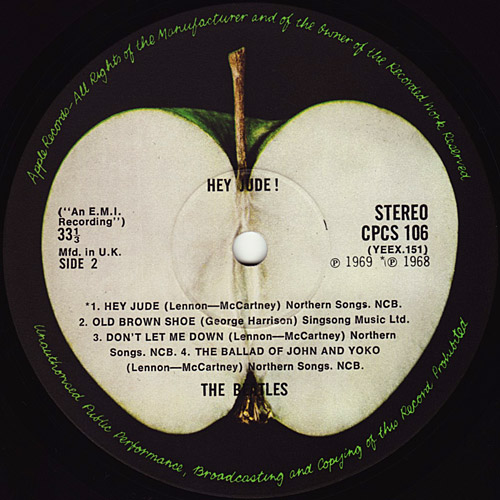 Apple Records-All Rights of the Manufacturer and of the Owner of the Recorded Work Reserved
HEY JUDE!
("An E.M.I.
Recording")
33⅓
Mfd. in U.K.
SIDE 2
STEREO
CPCS 106
(YEEX.151)
℗ 1969 *℗ 1968
*1. HEY JUDE (Lennon—McCartney) Northern Songs. NCB.
2. OLD BROWN SHOE (George Harrison) Singsong Music Ltd.
3. DON'T LET ME DOWN (Lennon—McCartney) Northern
Songs. NCB. 4. THE BALLAD OF JOHN AND YOKO
(Lennon—McCartney) Northern Songs. NCB.
THE BEATLES
Unauthorised Public Performance, Broadcasting and Copying of this Record Prohibited